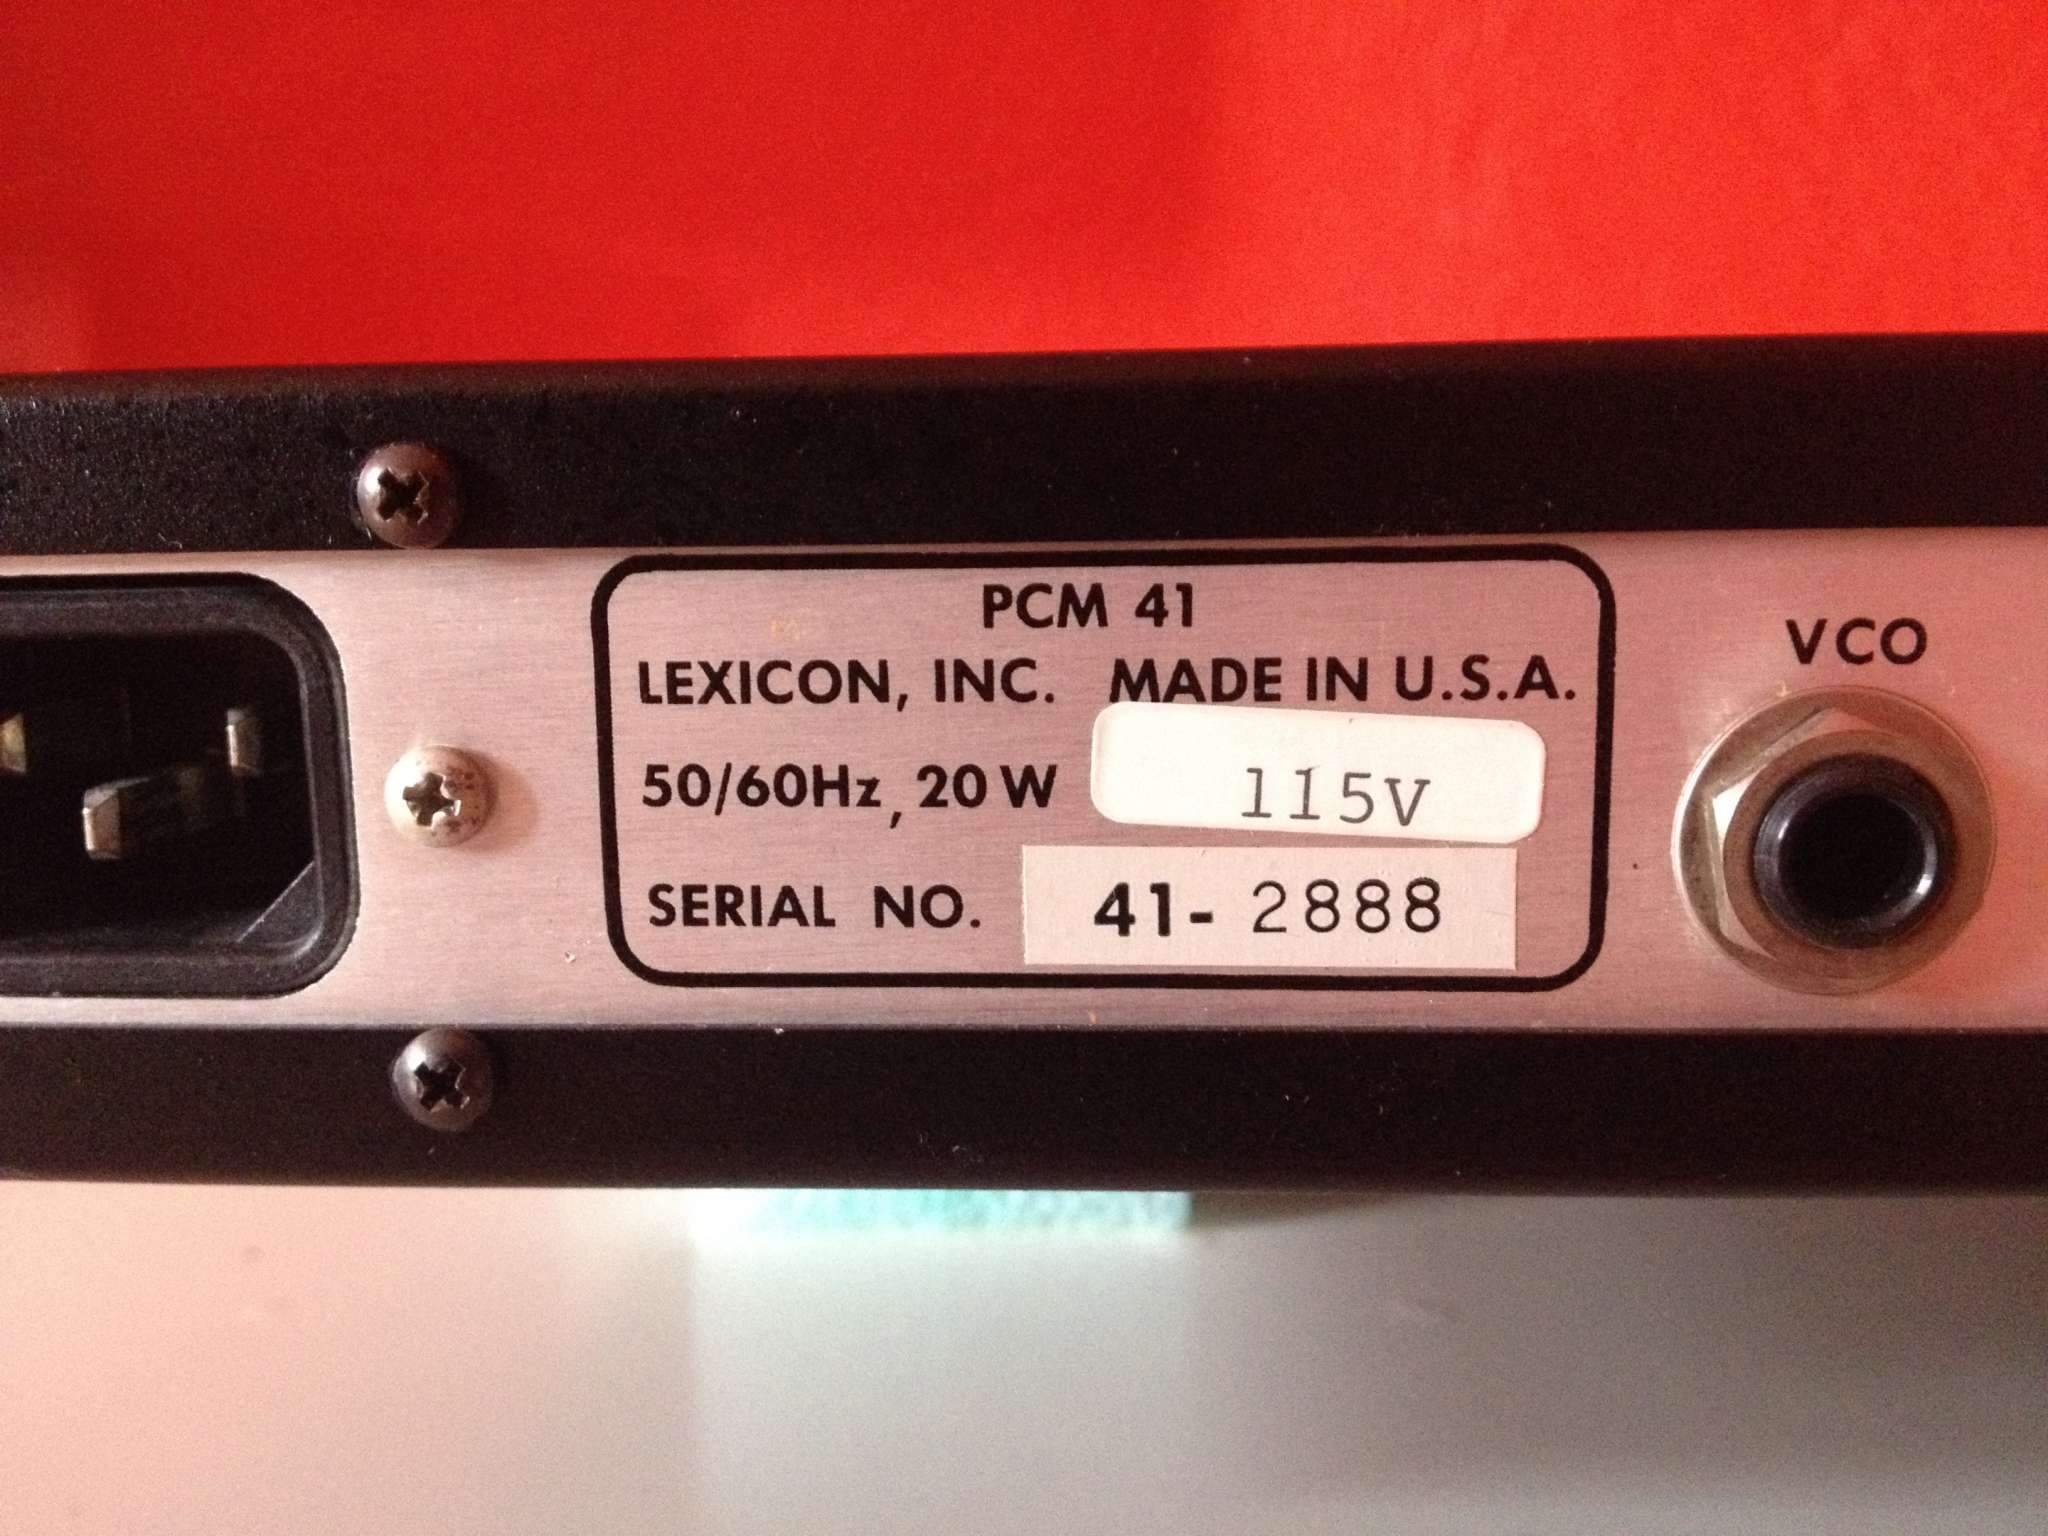 PCM 41
LEXICON, INC. MADE IN U.S.A.
50/60Hz, 20 W 115V
SERIAL NO. 41-2888
VCO